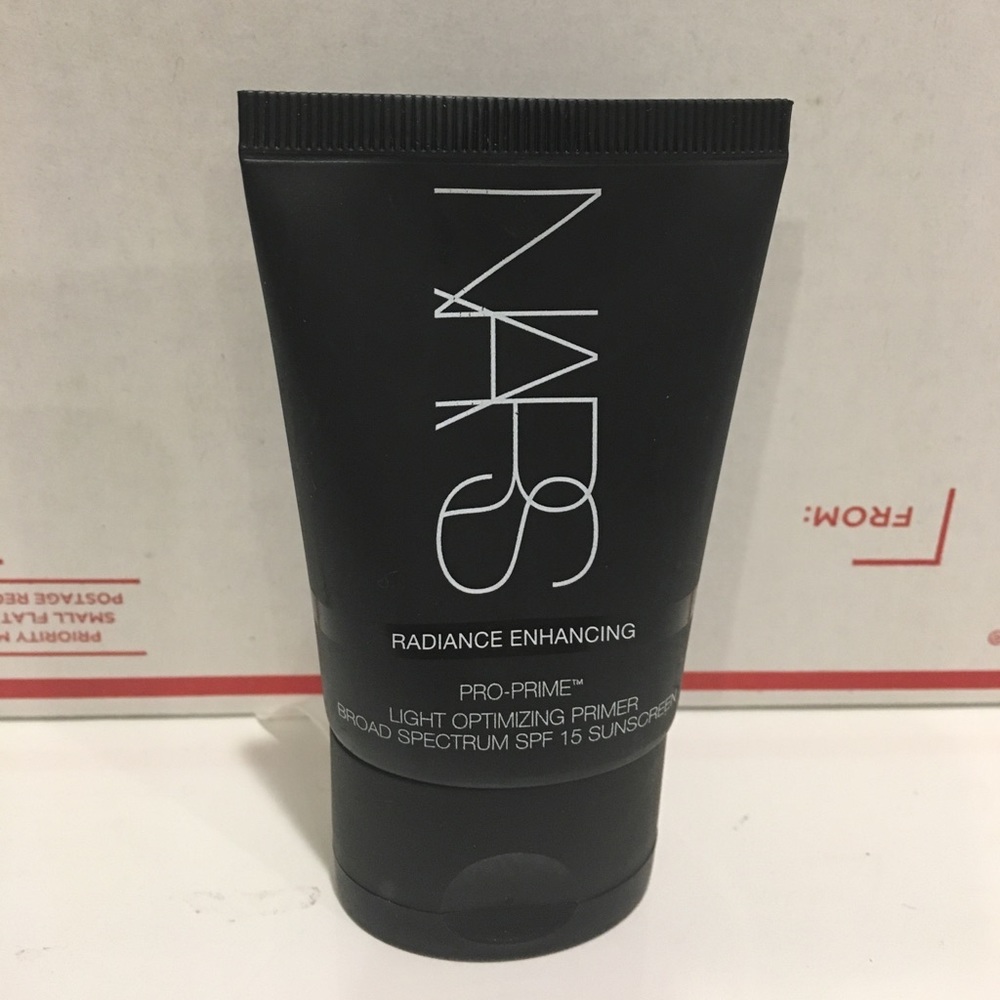 NARS
RADIANCE ENHANCING
PRO-PRIME™
LIGHT OPTIMIZING PRIMER
BROAD SPECTRUM SPF 15 SUNSCREEN
FROM:
PRIORITY
SMALL FLAT
POSTAGE